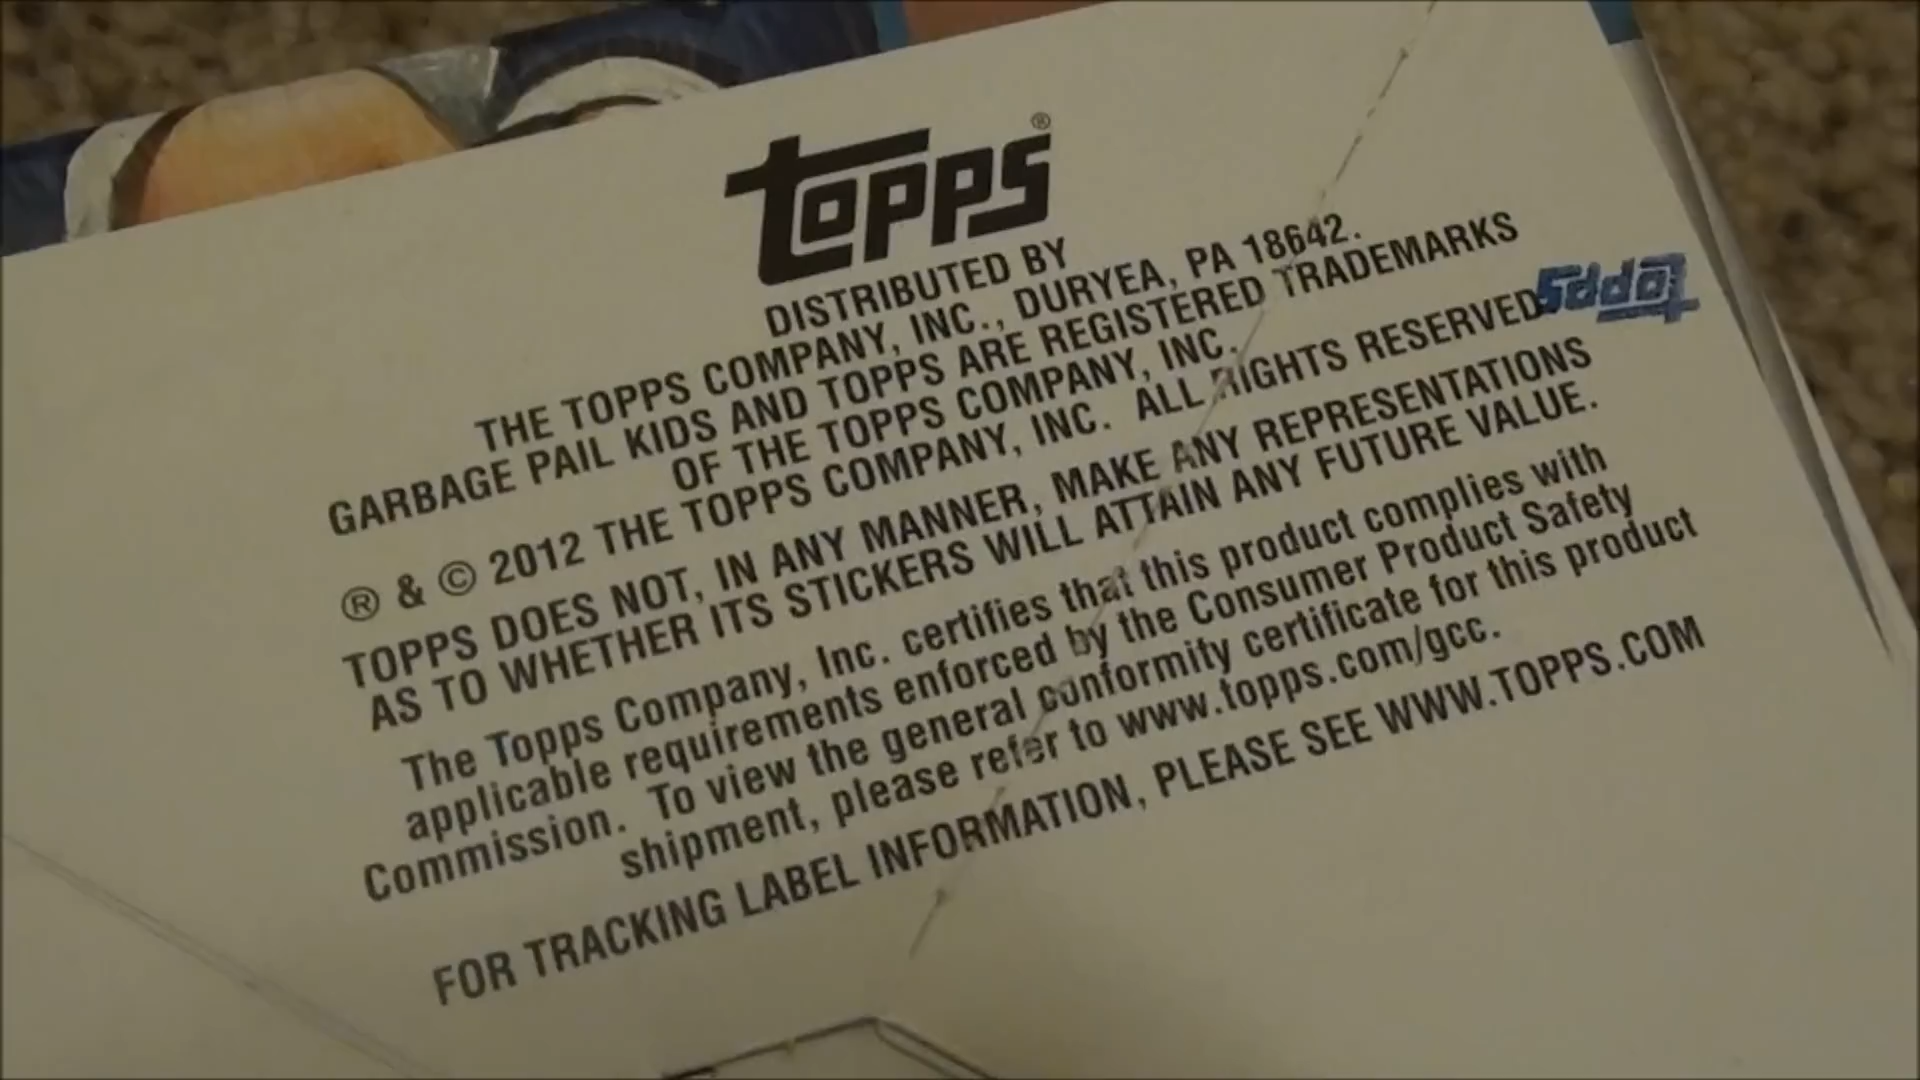 topps®
DISTRIBUTED BY
THE TOPPS COMPANY, INC., DURYEA, PA 18642.
GARBAGE PAIL KIDS AND TOPPS ARE REGISTERED TRADEMARKS
OF THE TOPPS COMPANY, INC.
® & © 2012 THE TOPPS COMPANY, INC. ALL RIGHTS RESERVED
topps
TOPPS DOES NOT, IN ANY MANNER, MAKE ANY REPRESENTATIONS
AS TO WHETHER ITS STICKERS WILL ATTAIN ANY FUTURE VALUE.
The Topps Company, Inc. certifies that this product complies with
applicable requirements enforced by the Consumer Product Safety
Commission. To view the general conformity certificate for this product
shipment, please refer to www.topps.com/gcc.
FOR TRACKING LABEL INFORMATION, PLEASE SEE WWW.TOPPS.COM